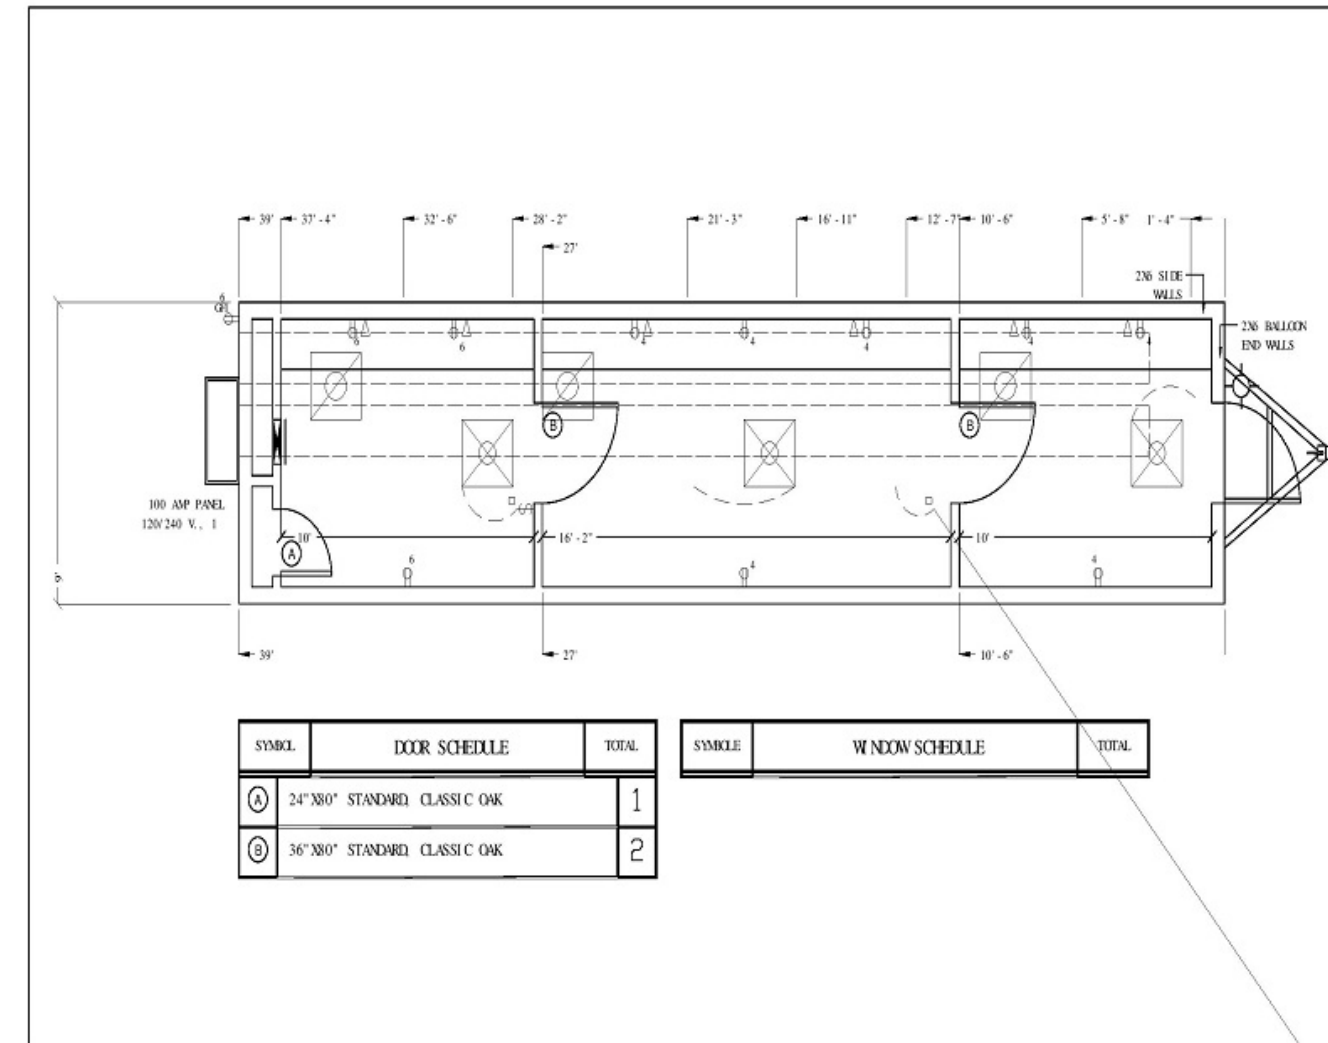 39' 37'-4" 32'-6" 28'-2" 21'-3" 16'-11" 12'-7" 10'-6" 5'-8" 1'-4"
27'
2X6 SIDE
WALLS
6
GFI
2X6 BALLOON
END WALLS
6 6 4 4 4 4 4
B B
100 AMP PANEL
120/240 V., 1
S
10' 16'-2" 10'
A
6 4 4
9'
39' 27' 10'-6"
SYMBOL DOOR SCHEDULE TOTAL
A 24"X80" STANDARD, CLASSIC OAK 1
B 36"X80" STANDARD, CLASSIC OAK 2
SYMBOLE WINDOW SCHEDULE TOTAL